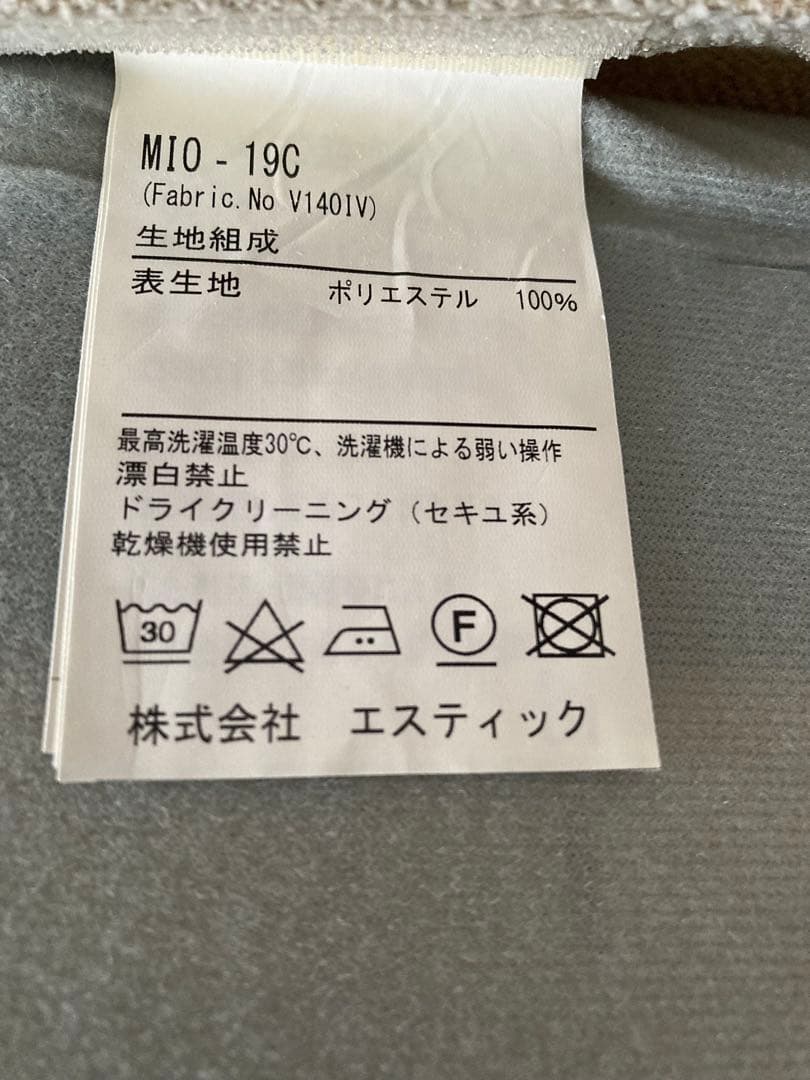 MIO - 19C
(Fabric.No V140IV)
生地組成
表生地 ポリエステル 100%
最高洗濯温度30℃、洗濯機による弱い操作
漂白禁止
ドライクリーニング（セキユ系）
乾燥機使用禁止
30 F
株式会社 エスティック